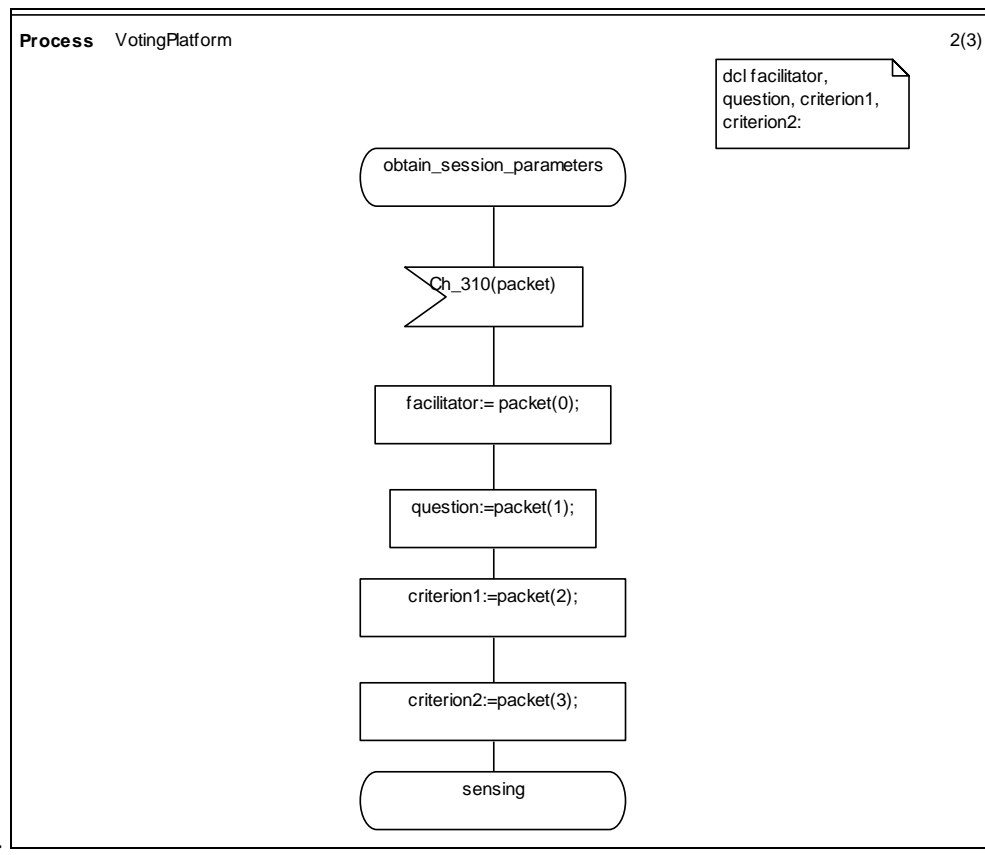 Process VotingPlatform 2(3)
dcl facilitator,
question, criterion1,
criterion2:
obtain_session_parameters
Ch_310(packet)
facilitator:= packet(0);
question:=packet(1);
criterion1:=packet(2);
criterion2:=packet(3);
sensing